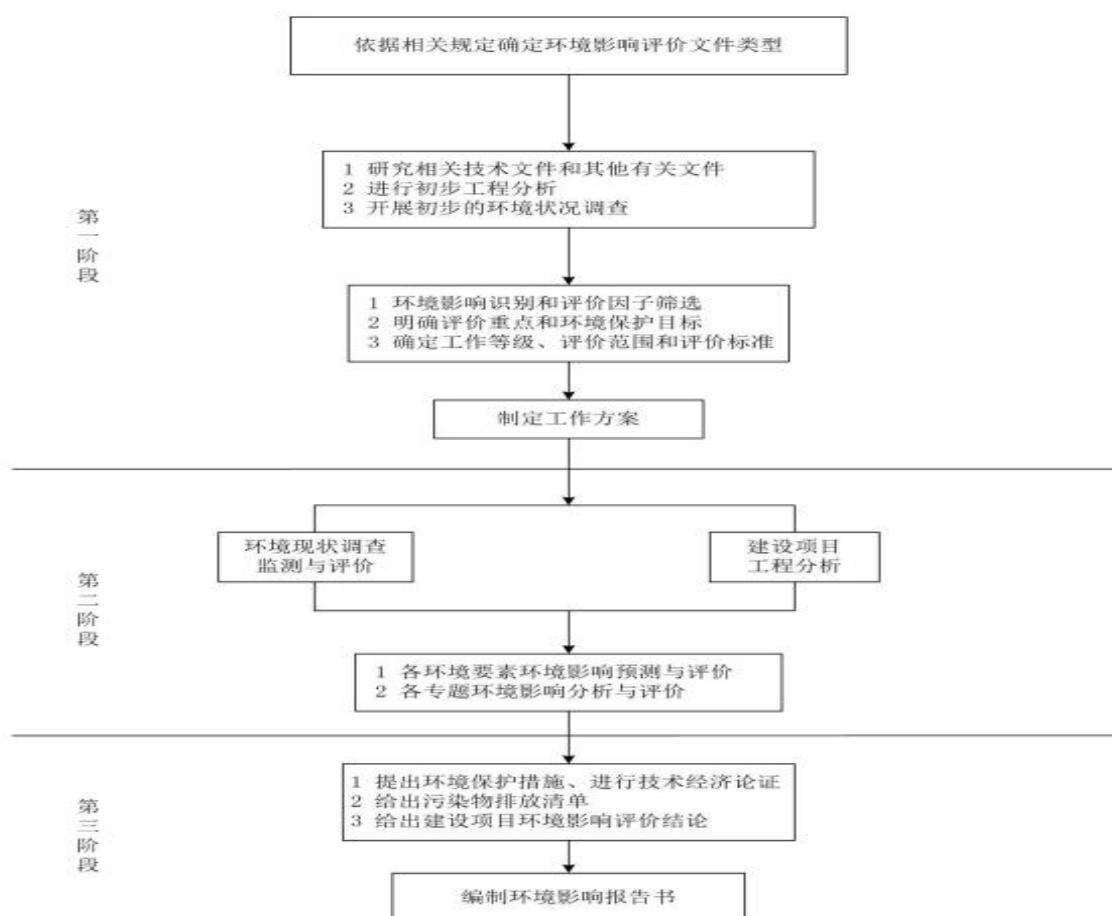 依据相关规定确定环境影响评价文件类型
1 研究相关技术文件和其他有关文件
2 进行初步工程分析
3 开展初步的环境状况调查
第一阶段
1 环境影响识别和评价因子筛选
2 明确评价重点和环境保护目标
3 确定工作等级、评价范围和评价标准
制定工作方案
环境现状调查
监测与评价
建设项目
工程分析
第二阶段
1 各环境要素环境影响预测与评价
2 各专题环境影响分析与评价
第三阶段
1 提出环境保护措施、进行技术经济论证
2 给出污染物排放清单
3 给出建设项目环境影响评价结论
编制环境影响报告书